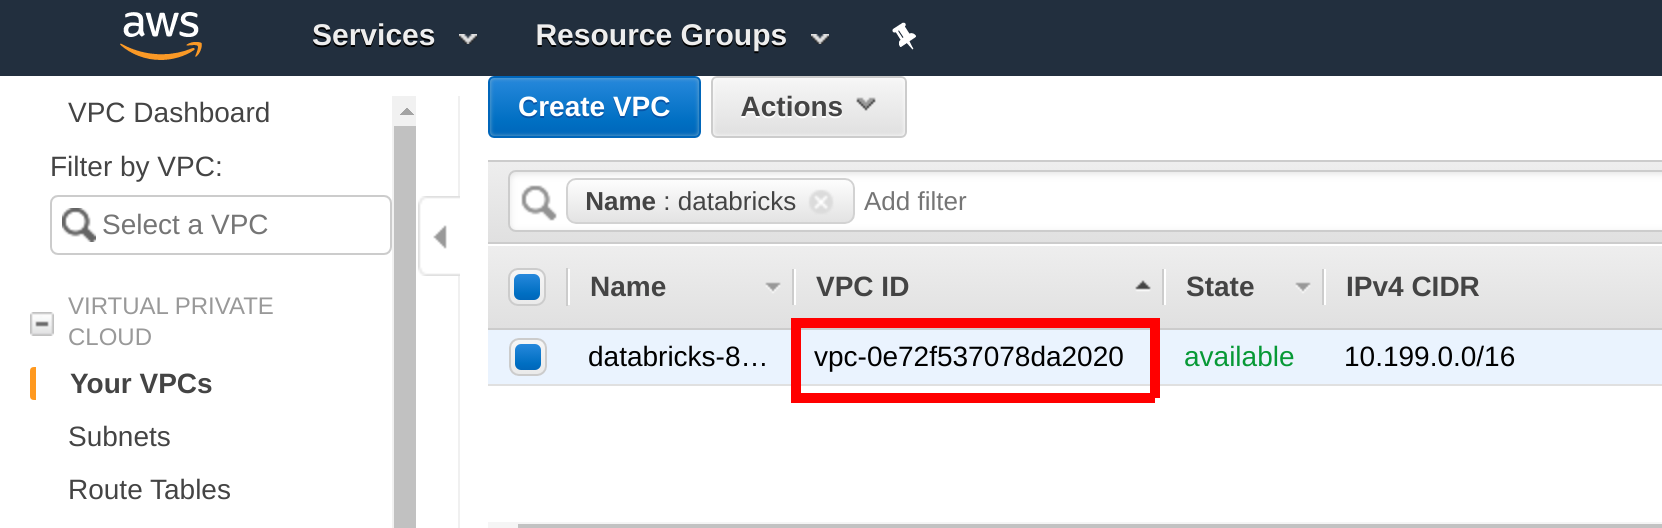 aws Services Resource Groups
VPC Dashboard
Filter by VPC:
Select a VPC
VIRTUAL PRIVATE
CLOUD
Your VPCs
Subnets
Route Tables
Create VPC Actions
Name : databricks Add filter
Name VPC ID State IPv4 CIDR
databricks-8... vpc-0e72f537078da2020 available 10.199.0.0/16